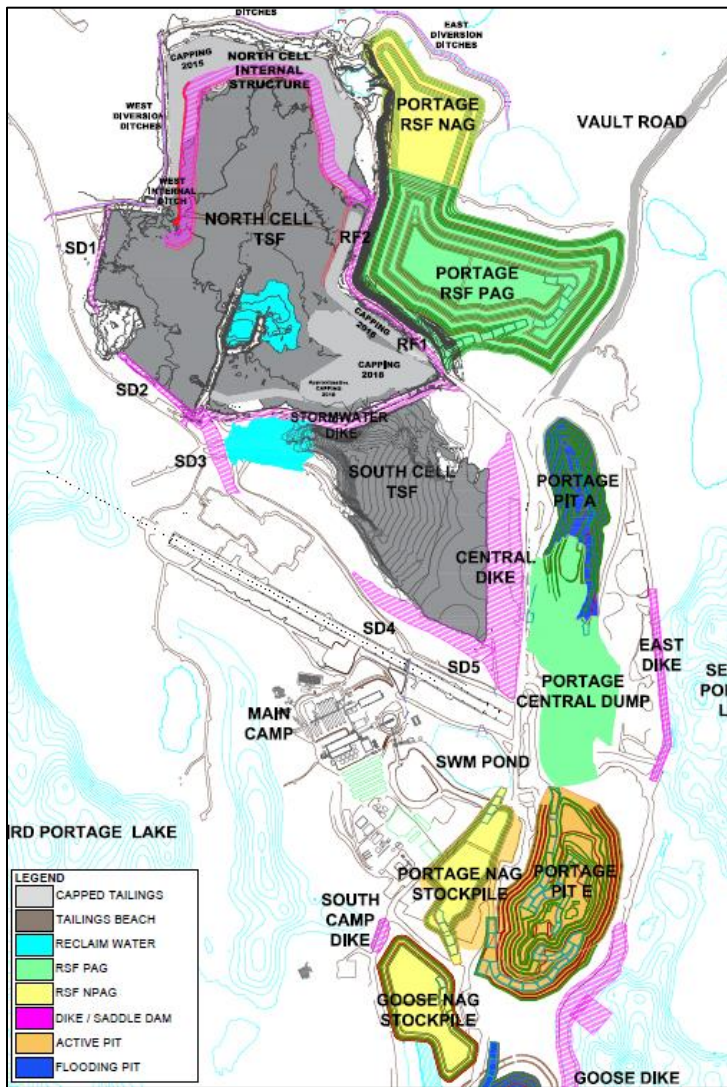 DITCHES
EAST
DIVERSION
DITCHES
CAPPING
2015
NORTH CELL
INTERNAL
STRUCTURE
PORTAGE
RSF NAG
WEST
DIVERSION
DITCHES
VAULT ROAD
WEST
INTERNAL
DITCH
NORTH CELL
TSF
RF2
SD1
PORTAGE
RSF PAG
CAPPING
2016
RF1
CAPPING
2018
CAPPING
SD2
STORMWATER
DIKE
SD3
SOUTH CELL
TSF
PORTAGE
PIT A
CENTRAL
DIKE
SD4
SD5
EAST
DIKE
PORTAGE
CENTRAL DUMP
MAIN
CAMP
SWM POND
IRD PORTAGE LAKE
PORTAGE NAG
STOCKPILE
PORTAGE
PIT E
SOUTH
CAMP
DIKE
GOOSE NAG
STOCKPILE
GOOSE DIKE
LEGEND
CAPPED TAILINGS
TAILINGS BEACH
RECLAIM WATER
RSF PAG
RSF NPAG
DIKE / SADDLE DAM
ACTIVE PIT
FLOODING PIT